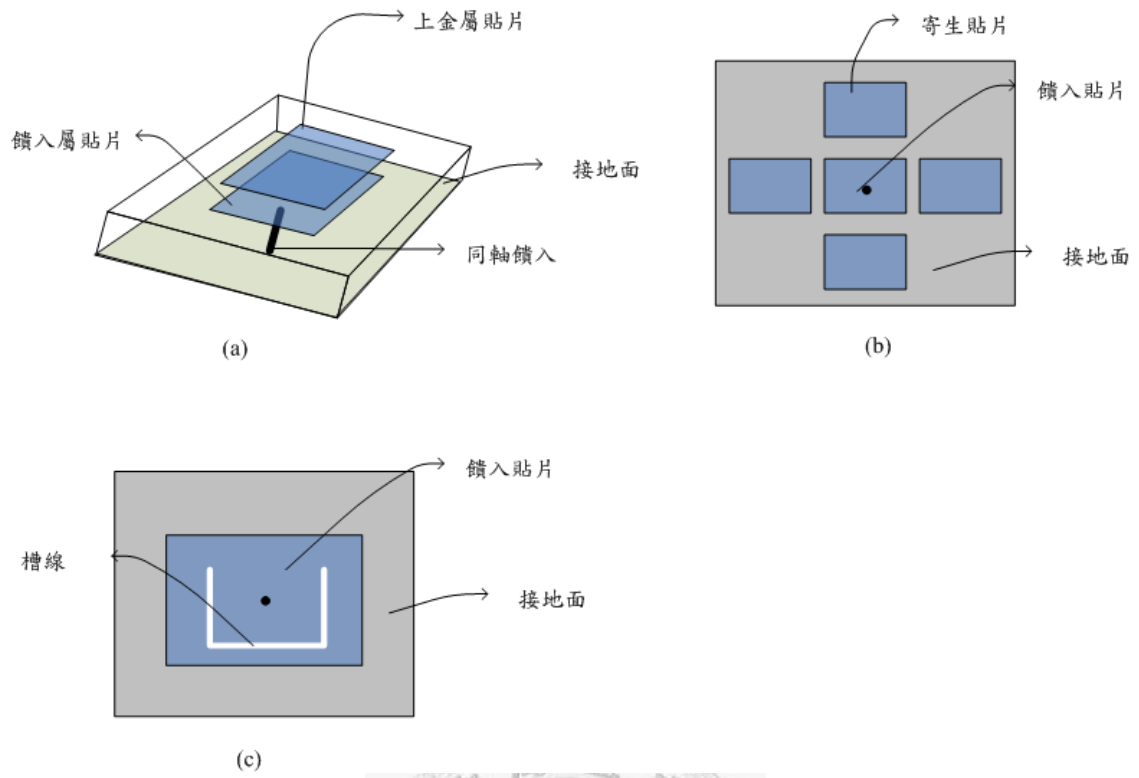 上金屬貼片
饋入屬貼片
接地面
同軸饋入
(a)
寄生貼片
饋入貼片
接地面
(b)
饋入貼片
槽線
接地面
(c)